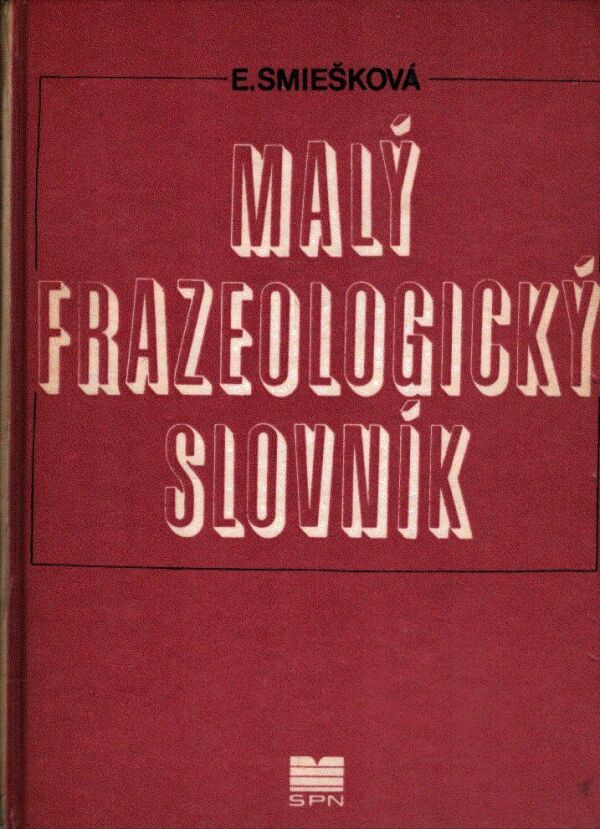 E. SMIEŠKOVÁ
MALÝ
FRAZEOLOGICKÝ
SLOVNÍK
SPN